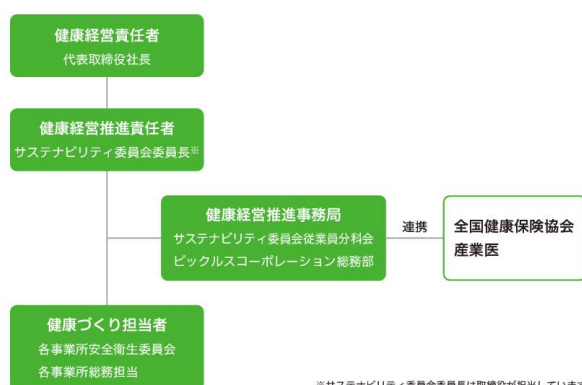 健康経営責任者
代表取締役社長
健康経営推進責任者
サステナビリティ委員会委員長※
健康経営推進事務局
サステナビリティ委員会従業員分科会
ピックルスコーポレーション総務部
連携
全国健康保険協会
産業医
健康づくり担当者
各事業所安全衛生委員会
各事業所総務担当
※サステナビリティ委員会委員長は取締役が担当しています